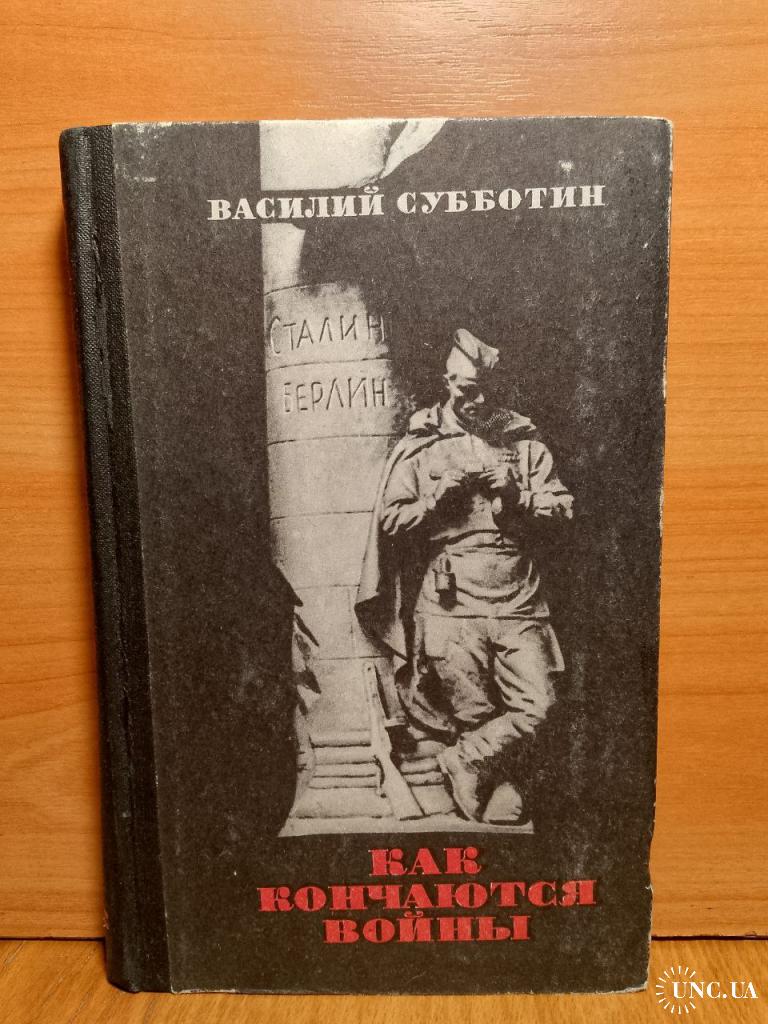 ВАСИЛИЙ СУББОТИН
СТАЛИН
БЕРЛИН
КАК
КОНЧАЮТСЯ
ВОЙНЫ
UNC.UA